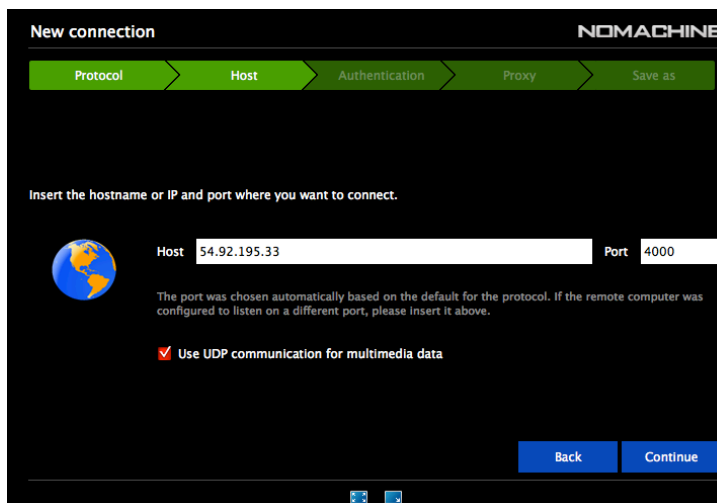 New connection
NOMACHINE
Protocol
Host
Authentication
Proxy
Save as
Insert the hostname or IP and port where you want to connect.
Host 54.92.195.33 Port 4000
The port was chosen automatically based on the default for the protocol. If the remote computer was
configured to listen on a different port, please insert it above.
Use UDP communication for multimedia data
Back
Continue